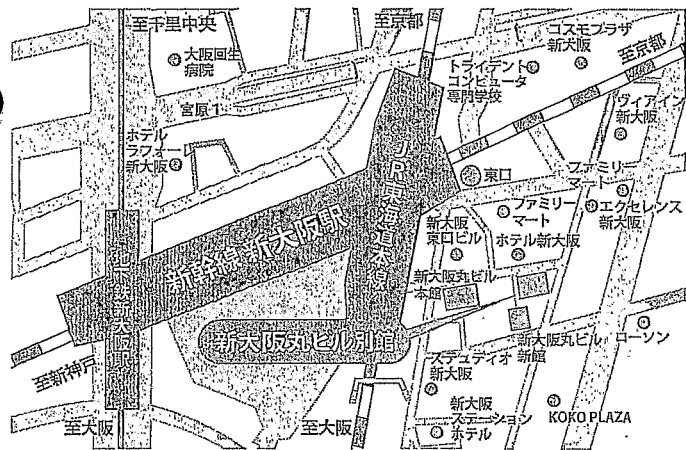 至千里中央
至京都
コスモプラザ
新大阪
大阪回生
病院
トライデント
コンピュータ
専門学校
至京都
宮原1
ヴィアイン
新大阪
ホテル
ラフォーレ
新大阪
JR東海道本線
東口
ファミリー
マート
ファミリー
マート
エクセレンス
新大阪
新幹線新大阪駅
新大阪
東口ビル
ホテル新大阪
地下鉄新大阪駅
新大阪丸ビル
本館
新大阪丸ビル別館
新大阪丸ビル
新館
ローソン
至新神戸
ステュディオ
新大阪
新大阪
ステーション
ホテル
KOKO PLAZA
至大阪
至大阪